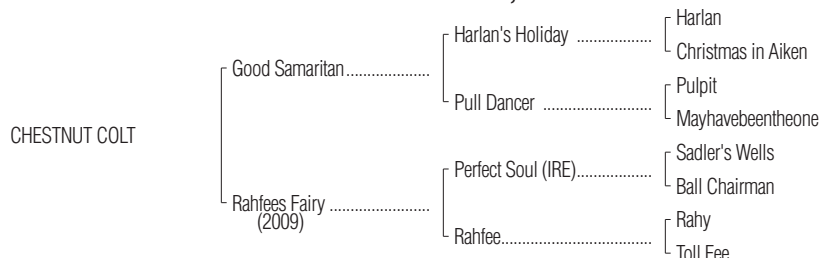 CHESTNUT COLT
Good Samaritan....................
Rahfees Fairy .......................
(2009)
Harlan's Holiday ..................
Pull Dancer .........................
Perfect Soul (IRE)..................
Rahfee...................................
Harlan
Christmas in Aiken
Pulpit
Mayhavebeentheone
Sadler's Wells
Ball Chairman
Rahy
Toll Fee